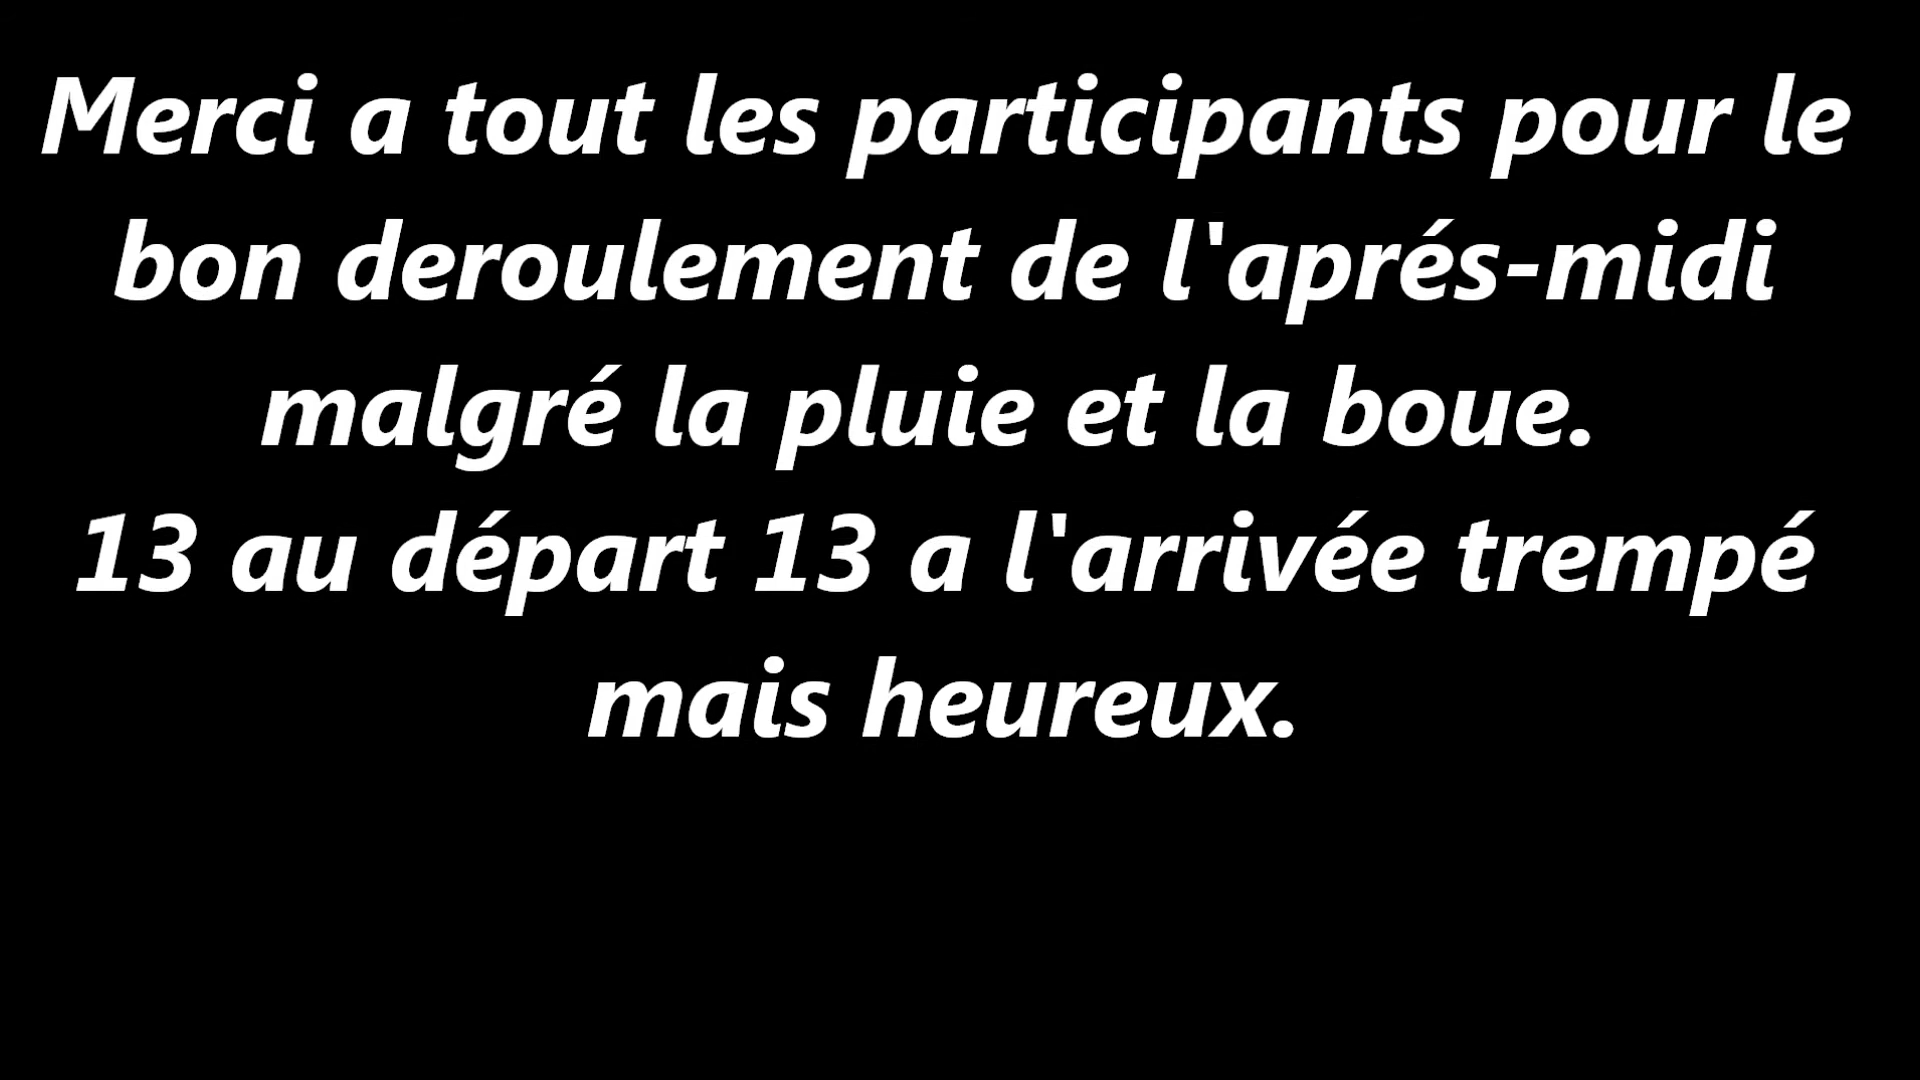 Merci a tout les participants pour le
bon deroulement de l'aprés-midi
malgré la pluie et la boue.
13 au départ 13 a l'arrivée trempé
mais heureux.